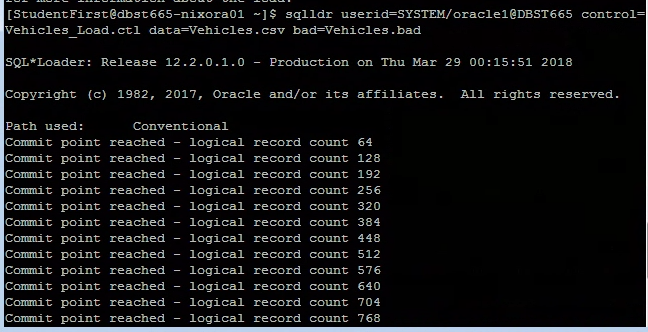 [StudentFirst@dbst665-nixora01 ~]$ sqlldr userid=SYSTEM/oracle1@DBST665 control=
Vehicles_Load.ctl data=Vehicles.csv bad=Vehicles.bad
SQL*Loader: Release 12.2.0.1.0 - Production on Thu Mar 29 00:15:51 2018
Copyright (c) 1982, 2017, Oracle and/or its affiliates.  All rights reserved.
Path used:      Conventional
Commit point reached - logical record count 64
Commit point reached - logical record count 128
Commit point reached - logical record count 192
Commit point reached - logical record count 256
Commit point reached - logical record count 320
Commit point reached - logical record count 384
Commit point reached - logical record count 448
Commit point reached - logical record count 512
Commit point reached - logical record count 576
Commit point reached - logical record count 640
Commit point reached - logical record count 704
Commit point reached - logical record count 768